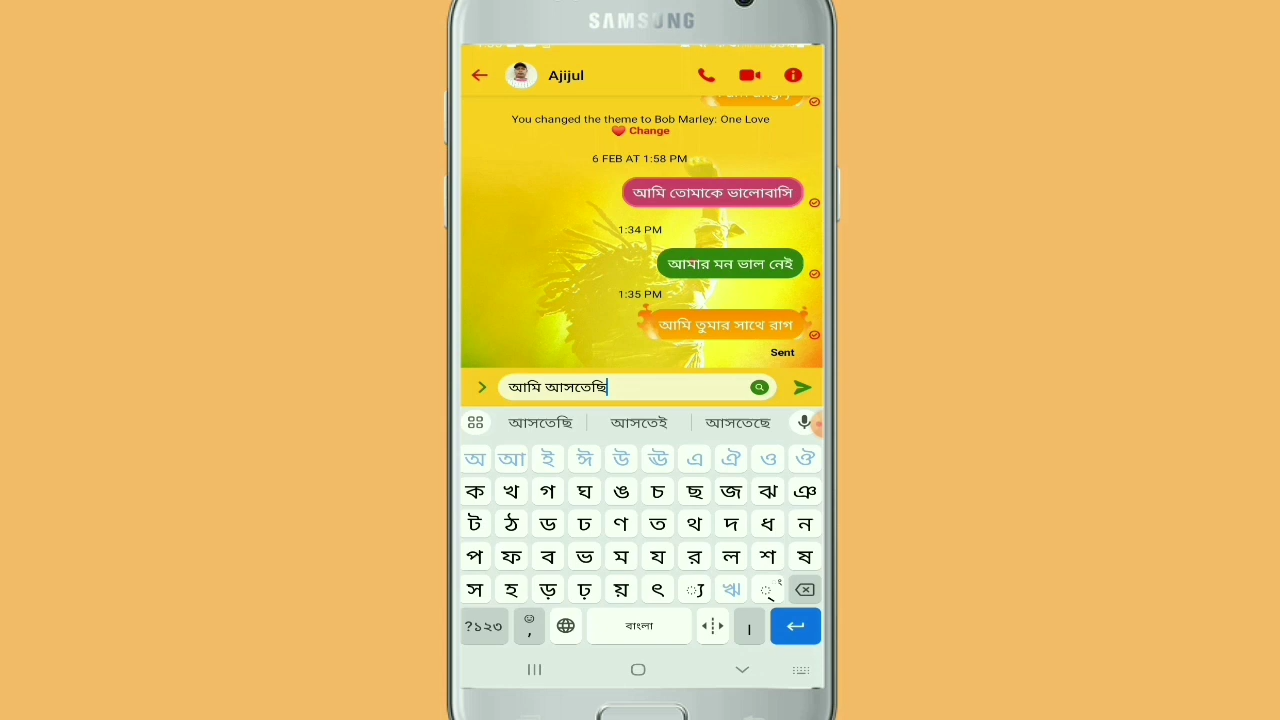 SAMSUNG
Ajijul
You changed the theme to Bob Marley: One Love
Change
6 FEB AT 1:58 PM
আমি তোমাকে ভালোবাসি
1:34 PM
আমার মন ভাল নেই
1:35 PM
আমি তুমার সাথে রাগ
Sent
আমি আসতেছি
আসতেছি আসতেই আসতেছে
অ আ ই ঈ উ ঊ এ ঐ ও ঔ
ক খ গ ঘ ঙ চ ছ জ ঝ ঞ
ট ঠ ড ঢ ণ ত থ দ ধ ন
প ফ ব ভ ম য র ল শ ষ
স হ ড় ঢ় য় ৎ ্য ঋ ্ ং
?১২৩ , বাংলা ।